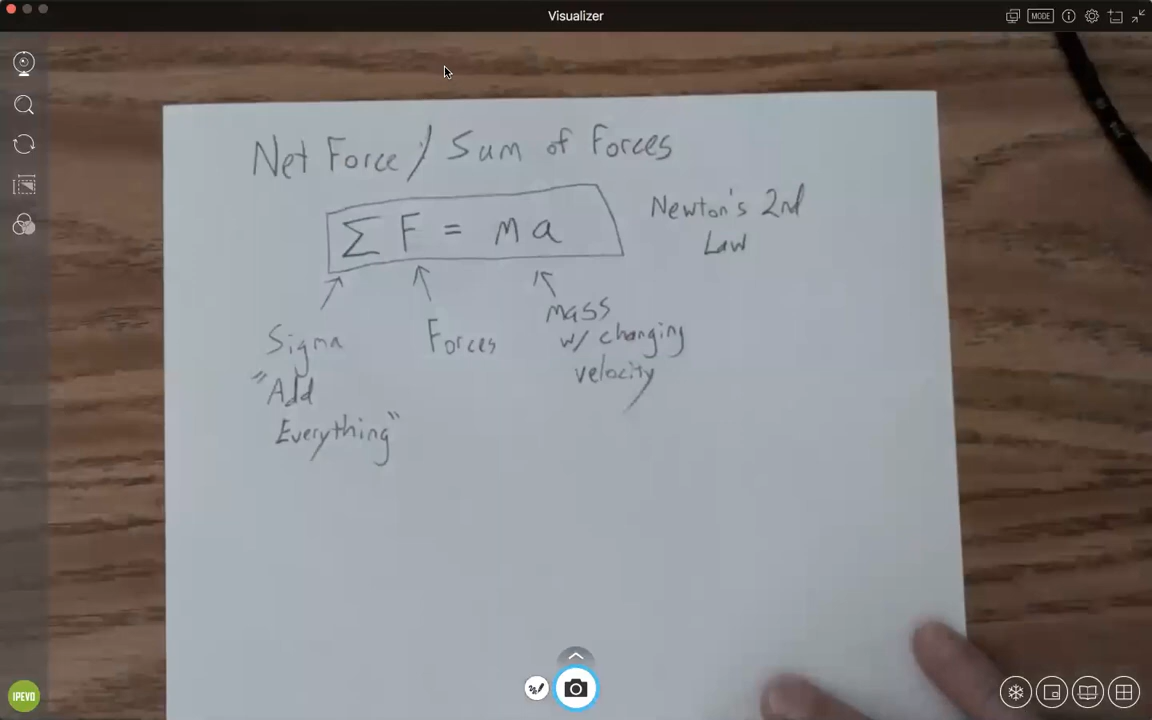 Visualizer
MODE
Net Force / Sum of Forces
Σ F = ma
Newton's 2nd
Law
Sigma
"Add
Everything"
Forces
mass
w/ changing
velocity
IPEVO